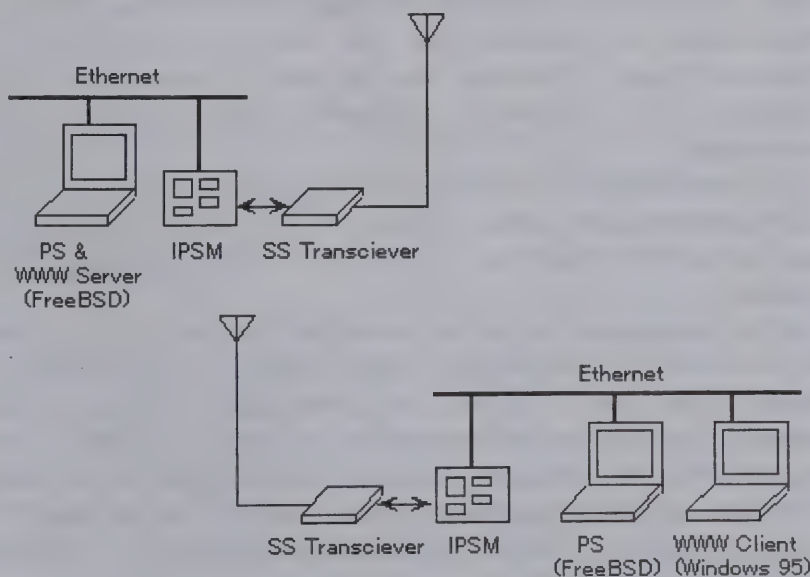 Ethernet
PS &
WWW Server
(FreeBSD)
IPSM
SS Transciever
Ethernet
SS Transciever
IPSM
PS
(FreeBSD)
WWW Client
(Windows 95)